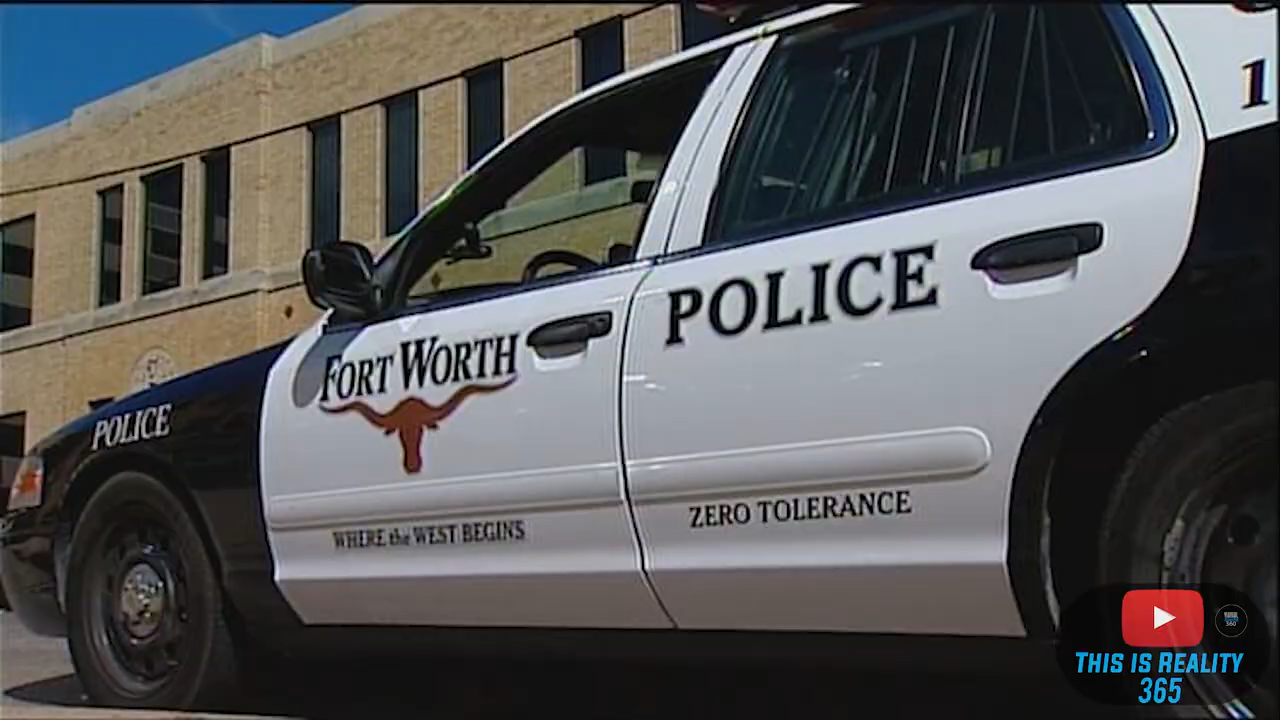 1
POLICE
FORT WORTH
POLICE
WHERE the WEST BEGINS
ZERO TOLERANCE
THIS IS REALITY
365